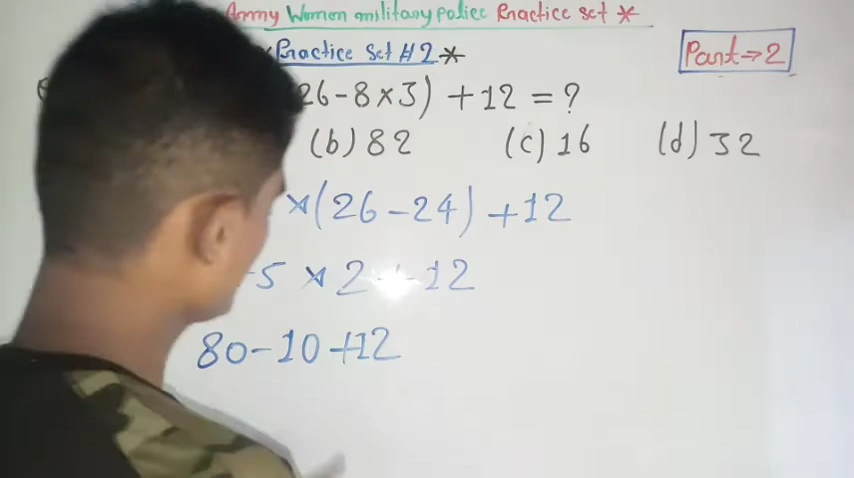 Army Women military police Practice set *
Practice Set #2 *
Part→2
26-8×3) +12 = ?
(b) 82 (c) 16 (d) 32
×(26-24) +12
-5 × 2 + 12
80-10+12